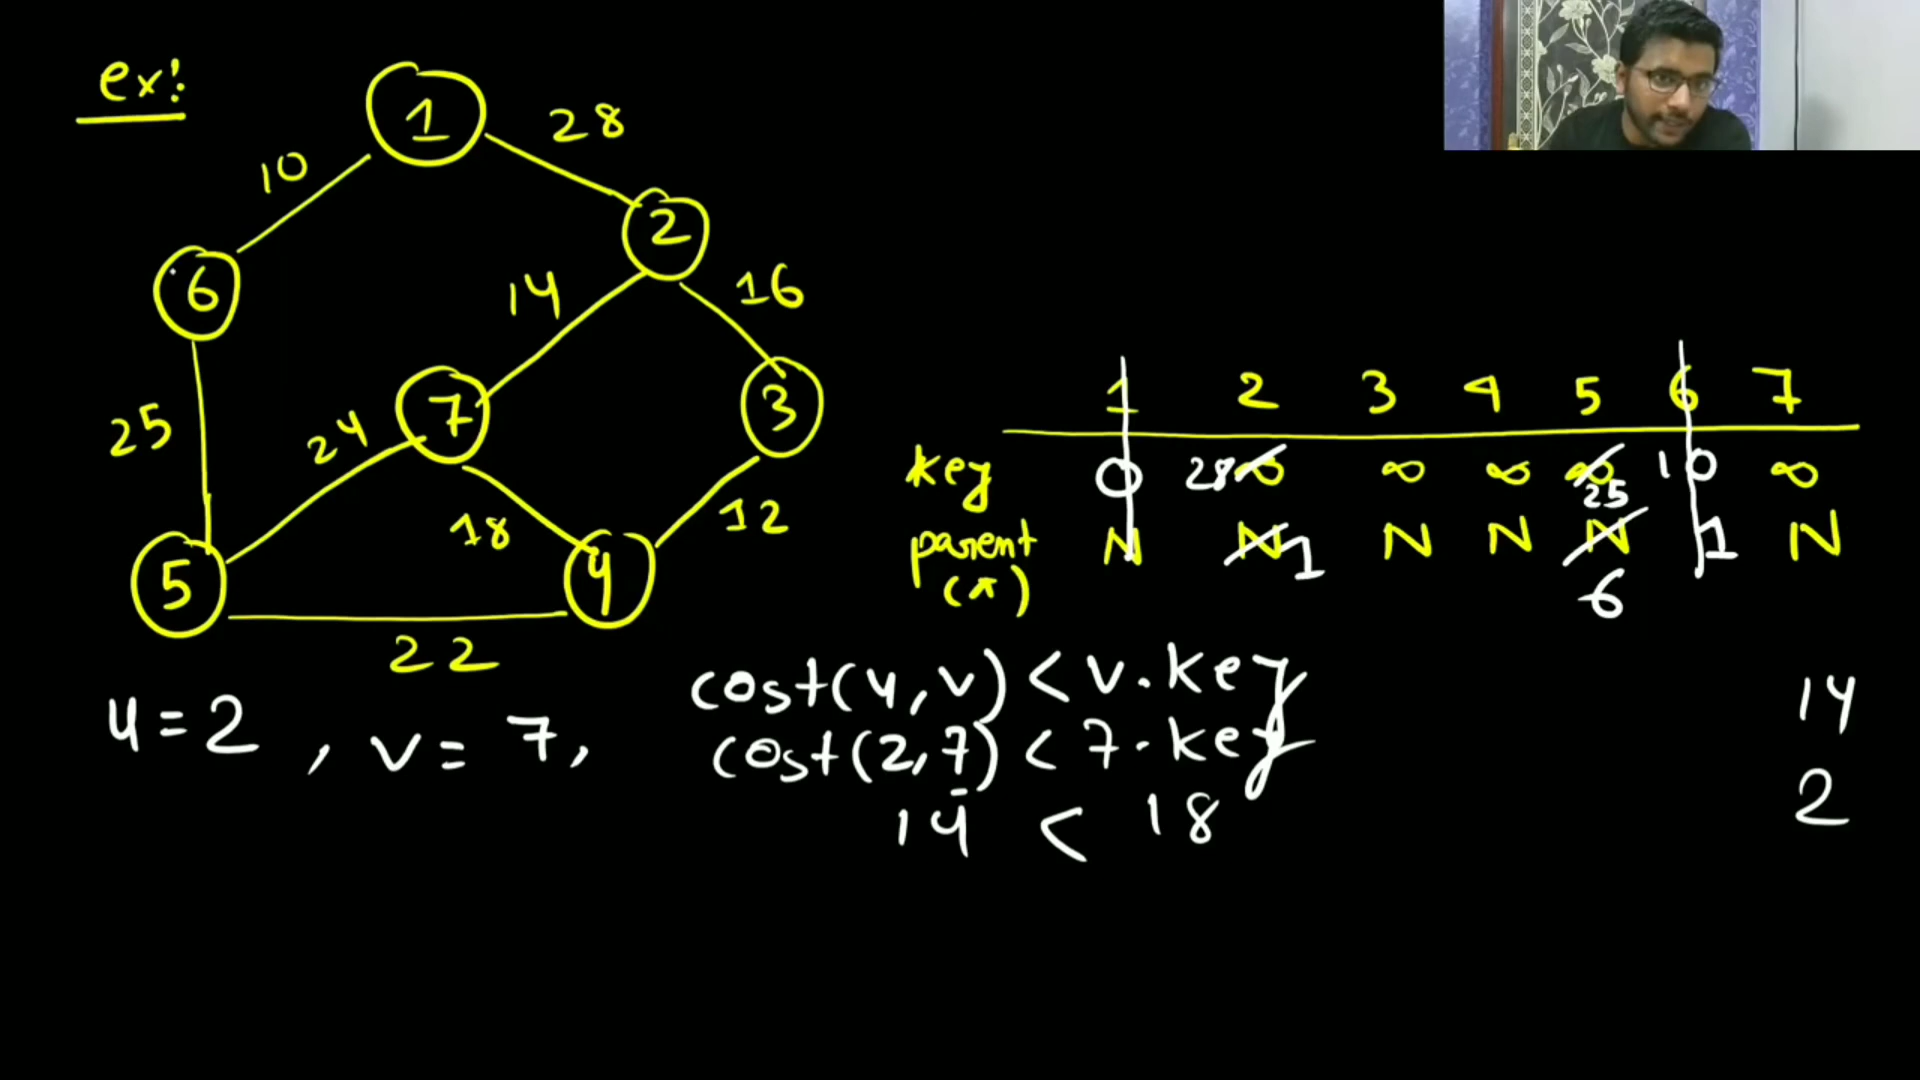 ex:
1
28
10
2
6
14
16
7
3
25
24
18
12
5
4
22
1 2 3 4 5 6 7
key 0 28 ∞ ∞ ∞ ∞ 25 10 ∞
parent N N 1 N N N 6 1 N
(π)
u=2 , v= 7, cost(u,v) < v.key
cost(2,7) < 7.key
14 < 18
14
2